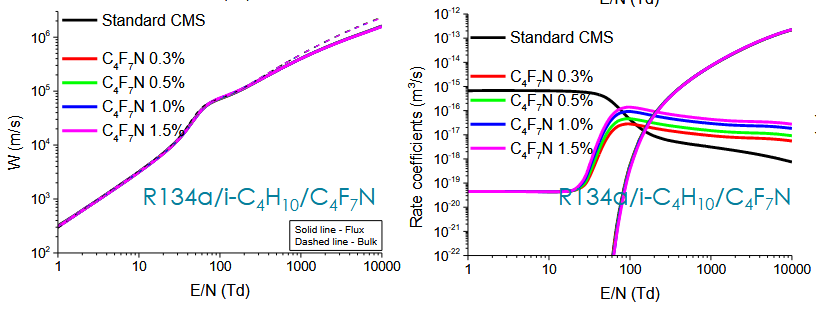 E/N (Td)
Standard CMS
C4F7N 0.3%
C4F7N 0.5%
C4F7N 1.0%
C4F7N 1.5%
R134a/i-C4H10/C4F7N
Solid line - Flux
Dashed line - Bulk
W (m/s)
10^6
10^5
10^4
10^3
10^2
1 10 100 1000 10000
E/N (Td)
Standard CMS
C4F7N 0.3%
C4F7N 0.5%
C4F7N 1.0%
C4F7N 1.5%
R134a/i-C4H10/C4F7N
Rate coefficients (m^3/s)
10^-12
10^-13
10^-14
10^-15
10^-16
10^-17
10^-18
10^-19
10^-20
10^-21
10^-22
1 10 100 1000 10000
E/N (Td)